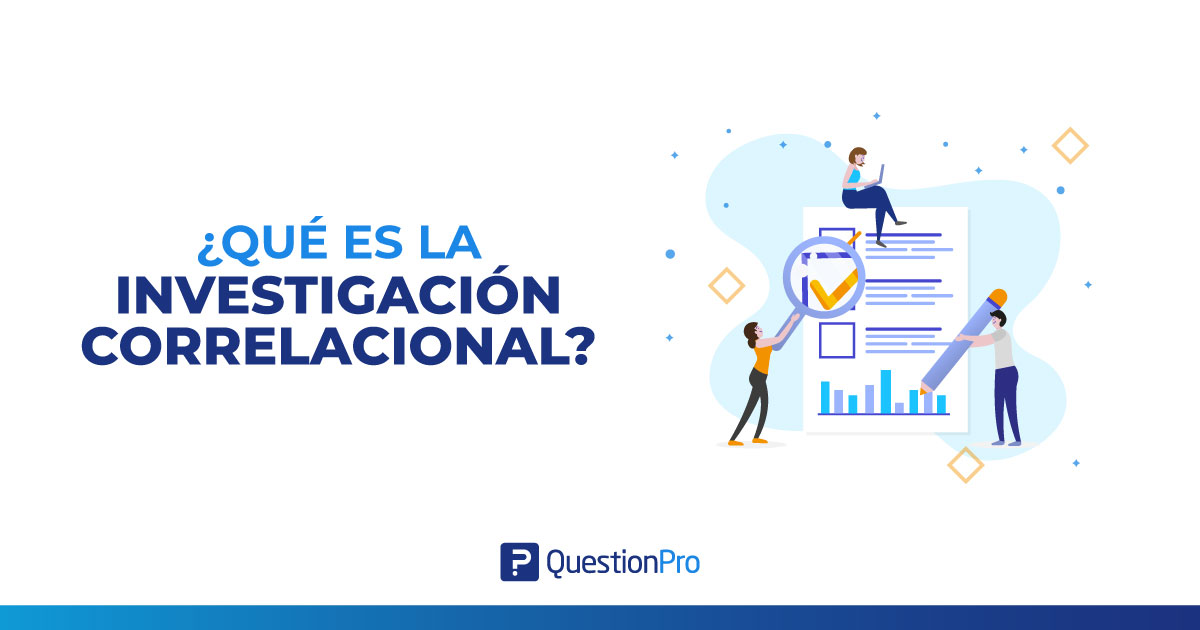 ¿QUÉ ES LA
INVESTIGACIÓN
CORRELACIONAL?
QuestionPro